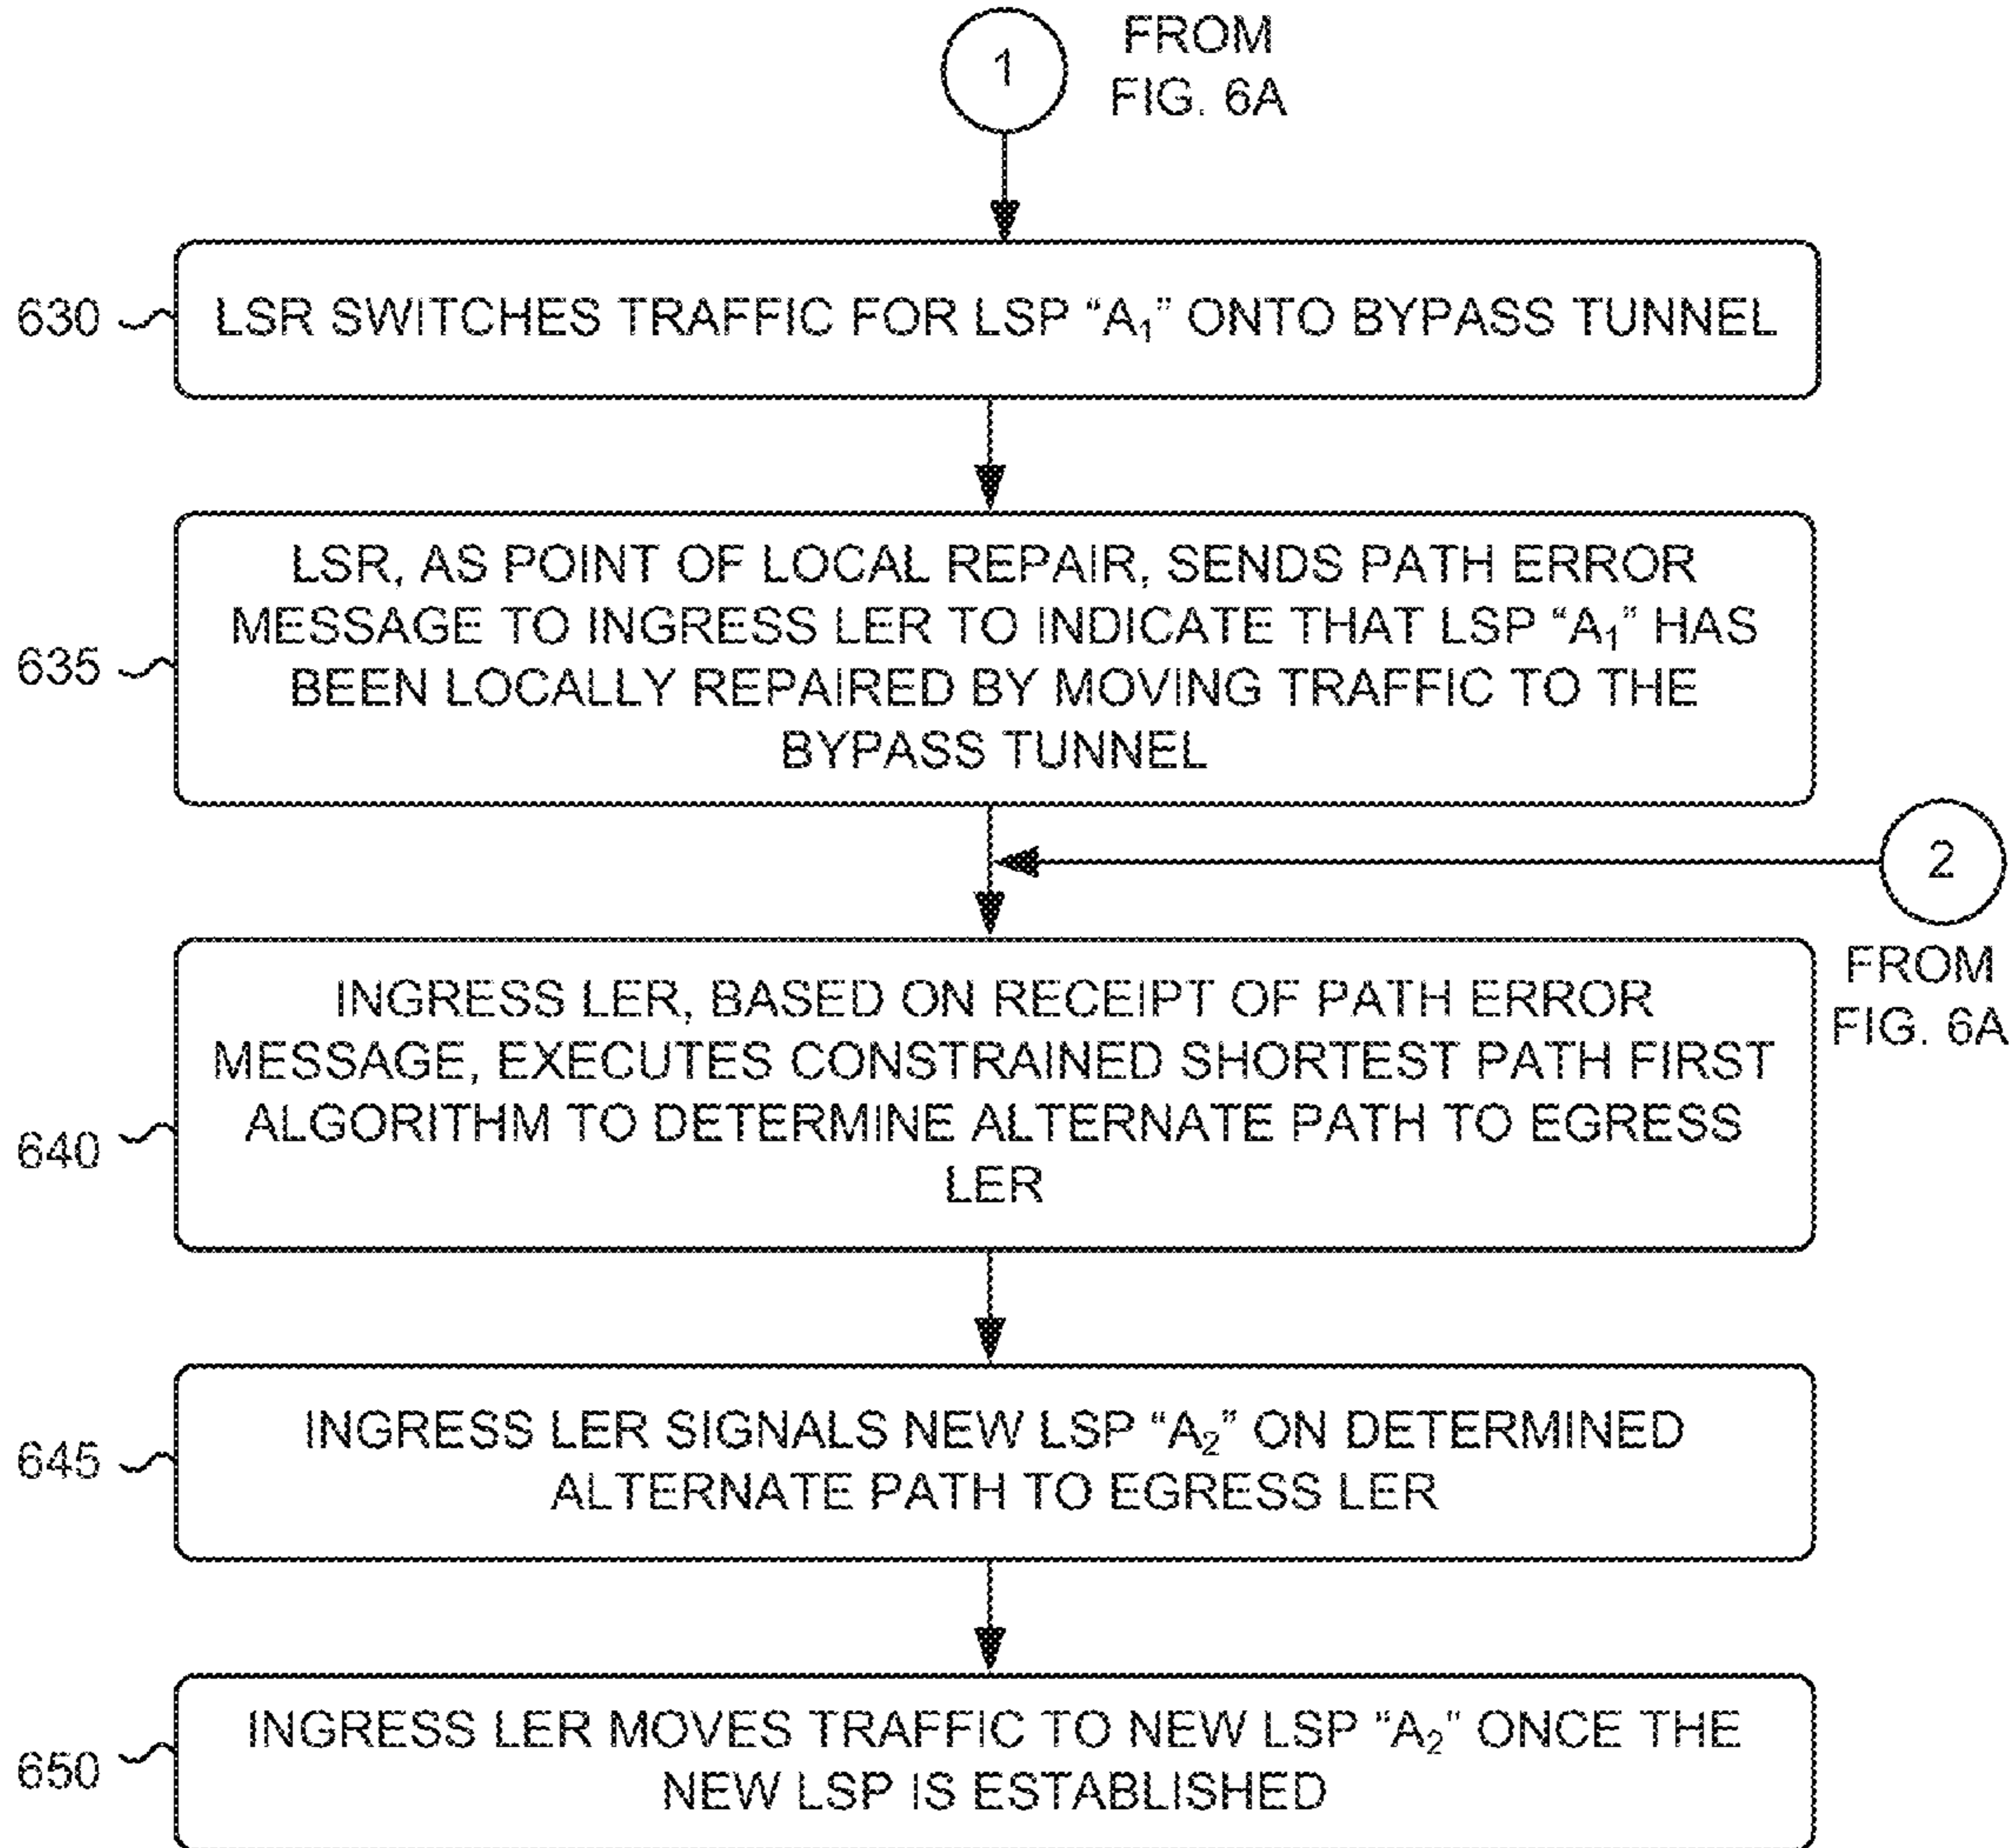 1
FROM
FIG. 6A
630
LSR SWITCHES TRAFFIC FOR LSP “A₁” ONTO BYPASS TUNNEL
635
LSR, AS POINT OF LOCAL REPAIR, SENDS PATH ERROR
MESSAGE TO INGRESS LER TO INDICATE THAT LSP “A₁” HAS
BEEN LOCALLY REPAIRED BY MOVING TRAFFIC TO THE
BYPASS TUNNEL
2
FROM
FIG. 6A
640
INGRESS LER, BASED ON RECEIPT OF PATH ERROR
MESSAGE, EXECUTES CONSTRAINED SHORTEST PATH FIRST
ALGORITHM TO DETERMINE ALTERNATE PATH TO EGRESS
LER
645
INGRESS LER SIGNALS NEW LSP “A₂” ON DETERMINED
ALTERNATE PATH TO EGRESS LER
650
INGRESS LER MOVES TRAFFIC TO NEW LSP “A₂” ONCE THE
NEW LSP IS ESTABLISHED